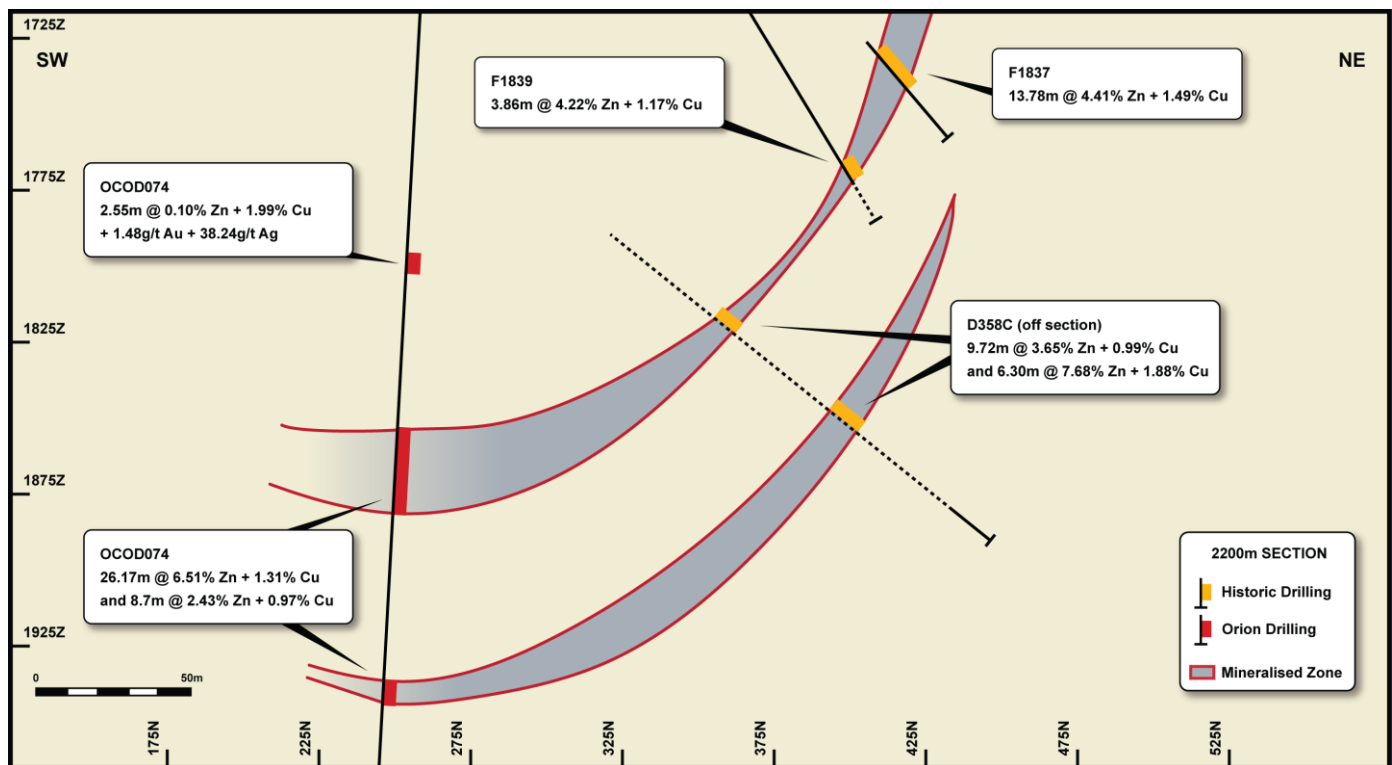 1725Z
SW
NE
F1839
3.86m @ 4.22% Zn + 1.17% Cu
F1837
13.78m @ 4.41% Zn + 1.49% Cu
1775Z
OCOD074
2.55m @ 0.10% Zn + 1.99% Cu
+ 1.48g/t Au + 38.24g/t Ag
1825Z
D358C (off section)
9.72m @ 3.65% Zn + 0.99% Cu
and 6.30m @ 7.68% Zn + 1.88% Cu
1875Z
OCOD074
26.17m @ 6.51% Zn + 1.31% Cu
and 8.7m @ 2.43% Zn + 0.97% Cu
2200m SECTION
Historic Drilling
Orion Drilling
Mineralised Zone
1925Z
0 50m
175N 225N 275N 325N 375N 425N 475N 525N